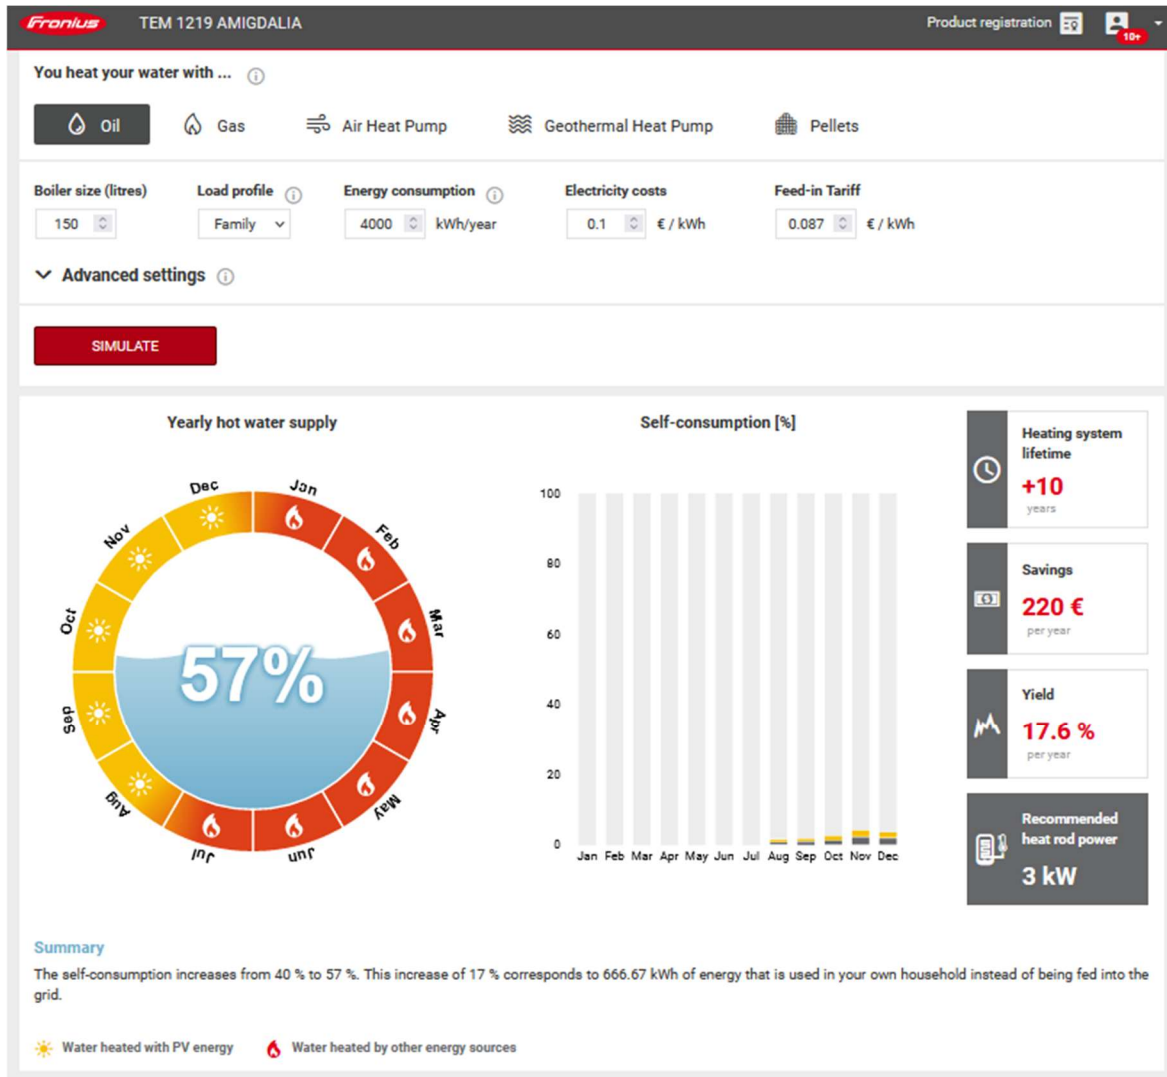 Fronius
TEM 1219 AMIGDALIA
Product registration
10+
You heat your water with ...
Oil
Gas
Air Heat Pump
Geothermal Heat Pump
Pellets
Boiler size (litres)
Load profile
Energy consumption
Electricity costs
Feed-in Tariff
150
Family
4000 kWh/year
0.1 € / kWh
0.087 € / kWh
Advanced settings
SIMULATE
Yearly hot water supply
Jan
Feb
Mar
Apr
May
Jun
Jul
Aug
Sep
Oct
Nov
Dec
57%
Self-consumption [%]
100
80
60
40
20
0
Jan Feb Mar Apr May Jun Jul Aug Sep Oct Nov Dec
Heating system
lifetime
+10
years
Savings
220 €
per year
Yield
17.6 %
per year
Recommended
heat rod power
3 kW
Summary
The self-consumption increases from 40 % to 57 %. This increase of 17 % corresponds to 666.67 kWh of energy that is used in your own household instead of being fed into the
grid.
Water heated with PV energy
Water heated by other energy sources